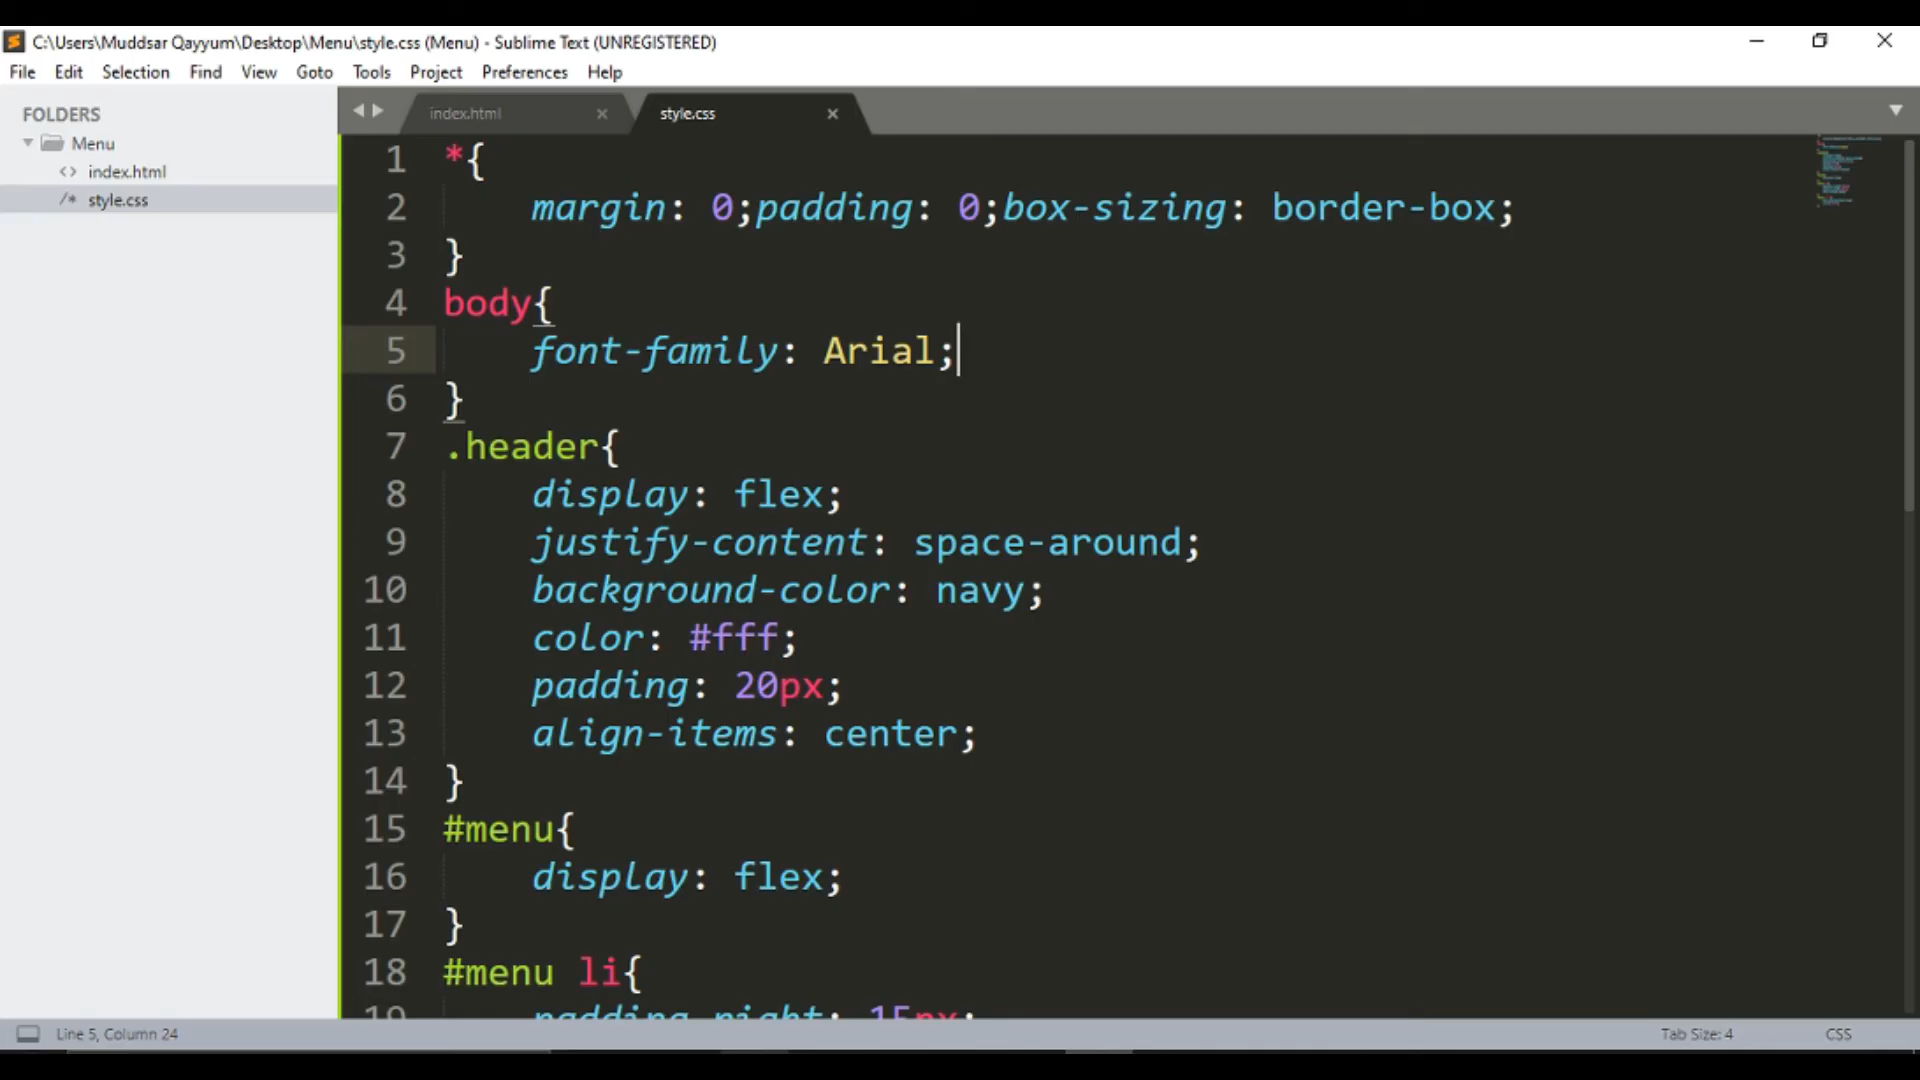 C:\Users\Muddsar Qayyum\Desktop\Menu\style.css (Menu) - Sublime Text (UNREGISTERED)
File Edit Selection Find View Goto Tools Project Preferences Help
FOLDERS
Menu
<> index.html
/* style.css
index.html
style.css
1 *{
2 margin: 0;padding: 0;box-sizing: border-box;
3 }
4 body{
5 font-family: Arial;
6 }
7 .header{
8 display: flex;
9 justify-content: space-around;
10 background-color: navy;
11 color: #fff;
12 padding: 20px;
13 align-items: center;
14 }
15 #menu{
16 display: flex;
17 }
18 #menu li{
19 padding-right: 15px;
Line 5, Column 24
Tab Size: 4
CSS